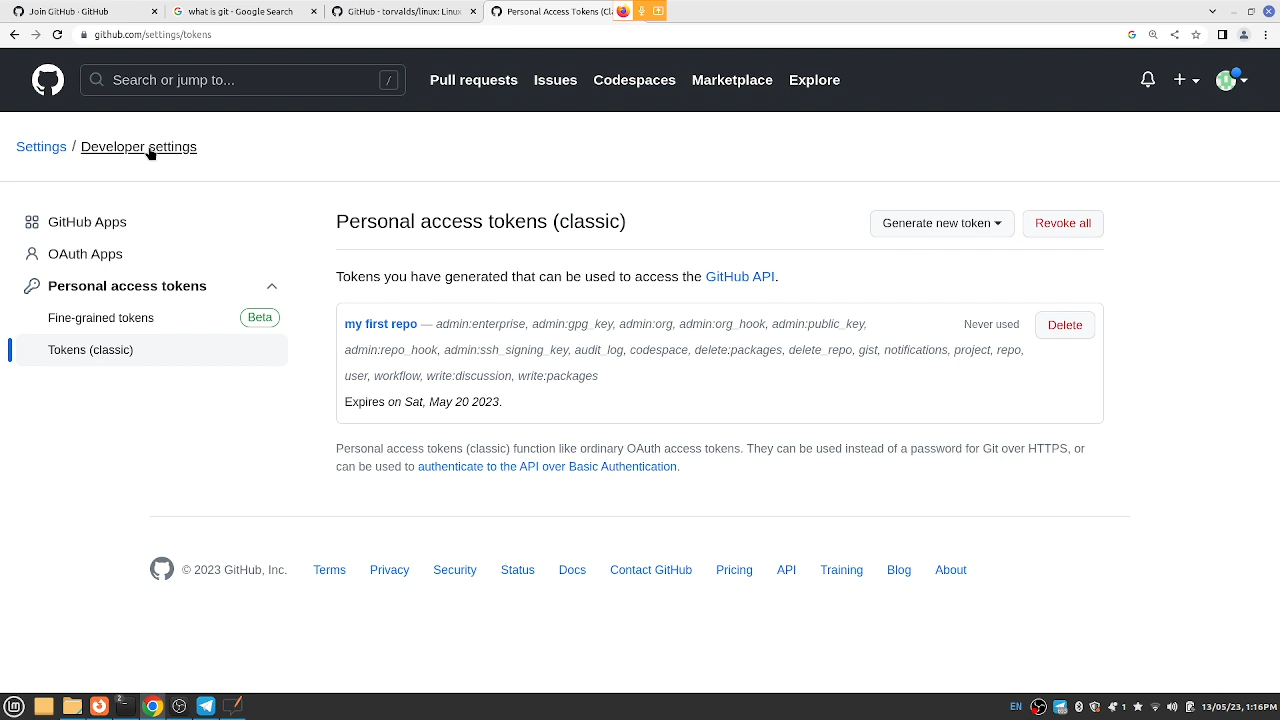 Join GitHub · GitHub
what is git - Google Search
GitHub - torvalds/linux: Linux
Personal Access Tokens (Cl
github.com/settings/tokens
Search or jump to...
/
Pull requests
Issues
Codespaces
Marketplace
Explore
Settings / Developer settings
GitHub Apps
OAuth Apps
Personal access tokens
Fine-grained tokens
Beta
Tokens (classic)
Personal access tokens (classic)
Generate new token
Revoke all
Tokens you have generated that can be used to access the GitHub API.
my first repo — admin:enterprise, admin:gpg_key, admin:org, admin:org_hook, admin:public_key,
Never used
Delete
admin:repo_hook, admin:ssh_signing_key, audit_log, codespace, delete:packages, delete_repo, gist, notifications, project, repo,
user, workflow, write:discussion, write:packages
Expires on Sat, May 20 2023.
Personal access tokens (classic) function like ordinary OAuth access tokens. They can be used instead of a password for Git over HTTPS, or
can be used to authenticate to the API over Basic Authentication.
© 2023 GitHub, Inc.
Terms
Privacy
Security
Status
Docs
Contact GitHub
Pricing
API
Training
Blog
About
2
EN
1
13/05/23, 1:16PM